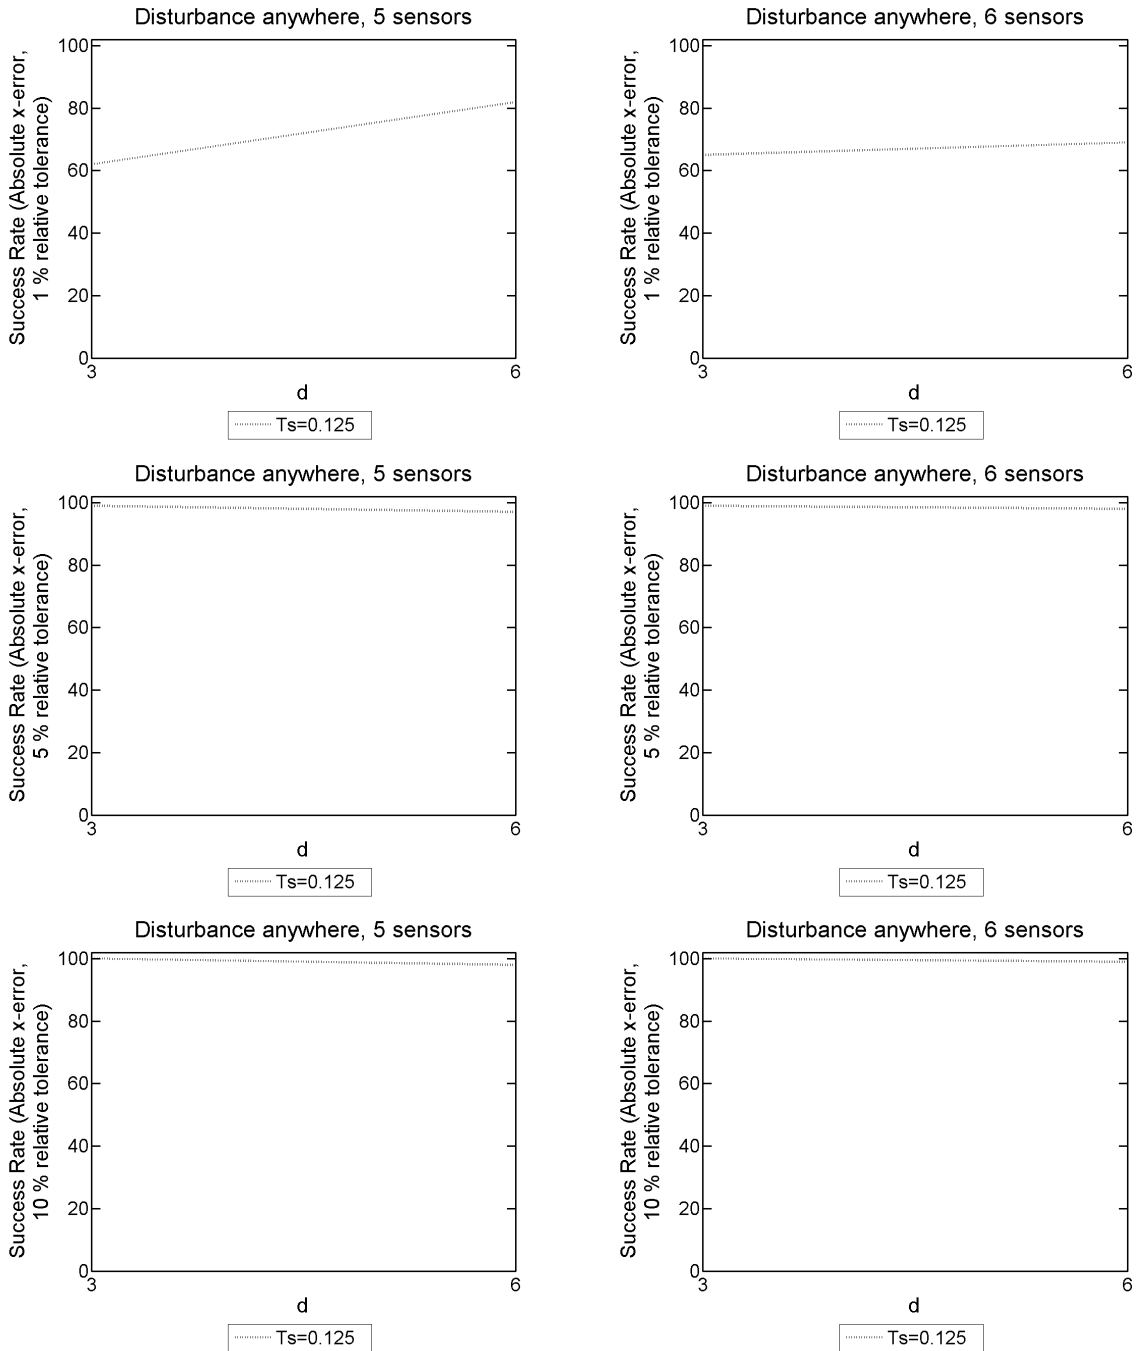 Disturbance anywhere, 5 sensors
Success Rate (Absolute x-error,
1 % relative tolerance)
100
80
60
40
20
0
3
6
d
Ts=0.125
Disturbance anywhere, 6 sensors
Success Rate (Absolute x-error,
1 % relative tolerance)
100
80
60
40
20
0
3
6
d
Ts=0.125
Disturbance anywhere, 5 sensors
Success Rate (Absolute x-error,
5 % relative tolerance)
100
80
60
40
20
0
3
6
d
Ts=0.125
Disturbance anywhere, 6 sensors
Success Rate (Absolute x-error,
5 % relative tolerance)
100
80
60
40
20
0
3
6
d
Ts=0.125
Disturbance anywhere, 5 sensors
Success Rate (Absolute x-error,
10 % relative tolerance)
100
80
60
40
20
0
3
6
d
Ts=0.125
Disturbance anywhere, 6 sensors
Success Rate (Absolute x-error,
10 % relative tolerance)
100
80
60
40
20
0
3
6
d
Ts=0.125